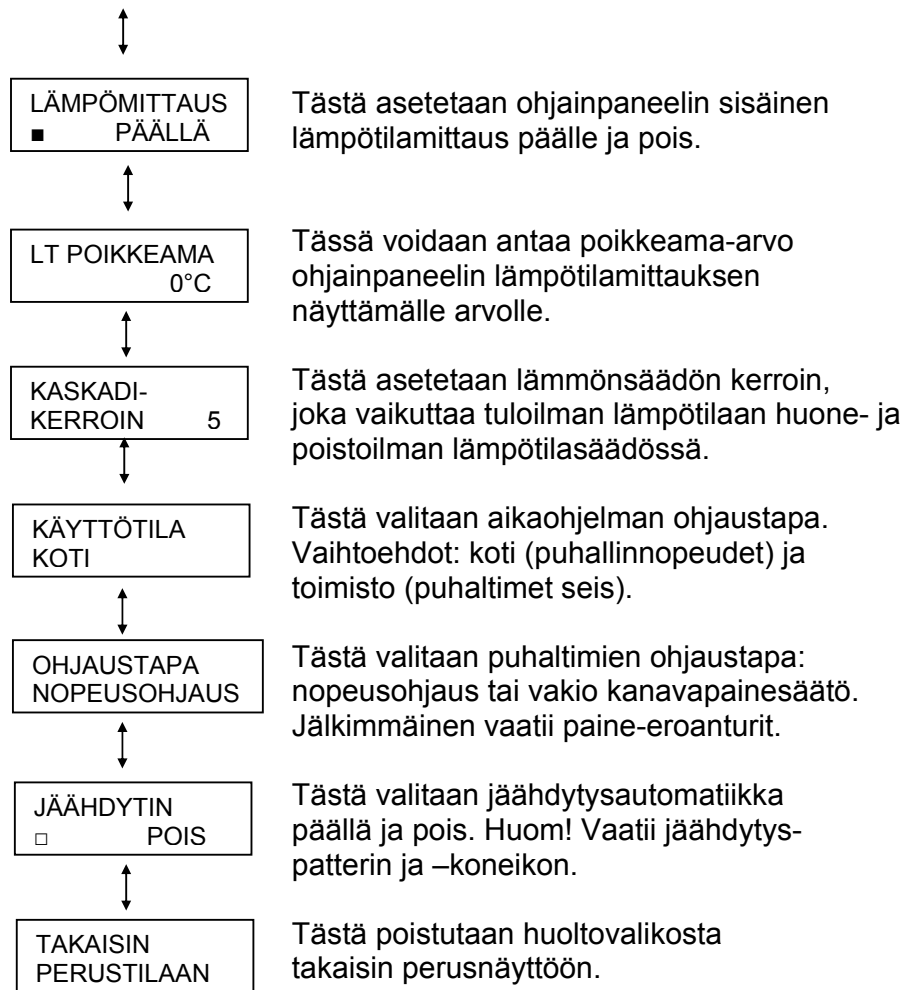 LÄMPÖMITTAUS
■ PÄÄLLÄ
Tästä asetetaan ohjainpaneelin sisäinen
lämpötilamittaus päälle ja pois.
LT POIKKEAMA
0°C
Tässä voidaan antaa poikkeama-arvo
ohjainpaneelin lämpötilamittauksen
näyttämälle arvolle.
KASKADI-
KERROIN 5
Tästä asetetaan lämmönsäädön kerroin,
joka vaikuttaa tuloilman lämpötilaan huone- ja
poistoilman lämpötilasäädössä.
KÄYTTÖTILA
KOTI
Tästä valitaan aikaohjelman ohjaustapa.
Vaihtoehdot: koti (puhallinnopeudet) ja
toimisto (puhaltimet seis).
OHJAUSTAPA
NOPEUSOHJAUS
Tästä valitaan puhaltimien ohjaustapa:
nopeusohjaus tai vakio kanavapainesäätö.
Jälkimmäinen vaatii paine-eroanturit.
JÄÄHDYTIN
□ POIS
Tästä valitaan jäähdytysautomatiikka
päällä ja pois. Huom! Vaatii jäähdytys-
patterin ja –koneikon.
TAKAISIN
PERUSTILAAN
Tästä poistutaan huoltovalikosta
takaisin perusnäyttöön.